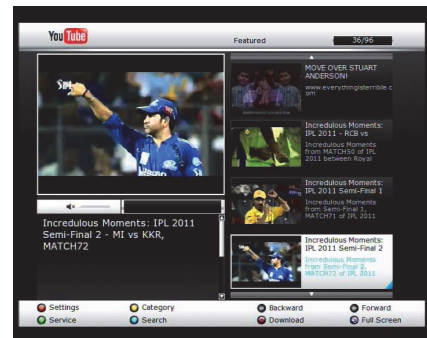 YouTube
Featured
36/96
MOVE OVER STUART
ANDERSON!
www.everythingisterrible.c
om
Incredulous Moments:
IPL 2011 - RCB vs
Incredulous Moments
from MATCH50 of IPL
2011 between Royal
Incredulous Moments:
IPL 2011 Semi-Final 1
Incredulous Moments
from Semi-Final 1,
MATCH71 of IPL 2011
Incredulous Moments:
IPL 2011 Semi-Final 2
Incredulous Moments
from Semi-Final 2,
MATCH72 of IPL 2011
Incredulous Moments: IPL 2011
Semi-Final 2 - MI vs KKR,
MATCH72
Settings
Category
Backward
Forward
Service
Search
Download
Full Screen